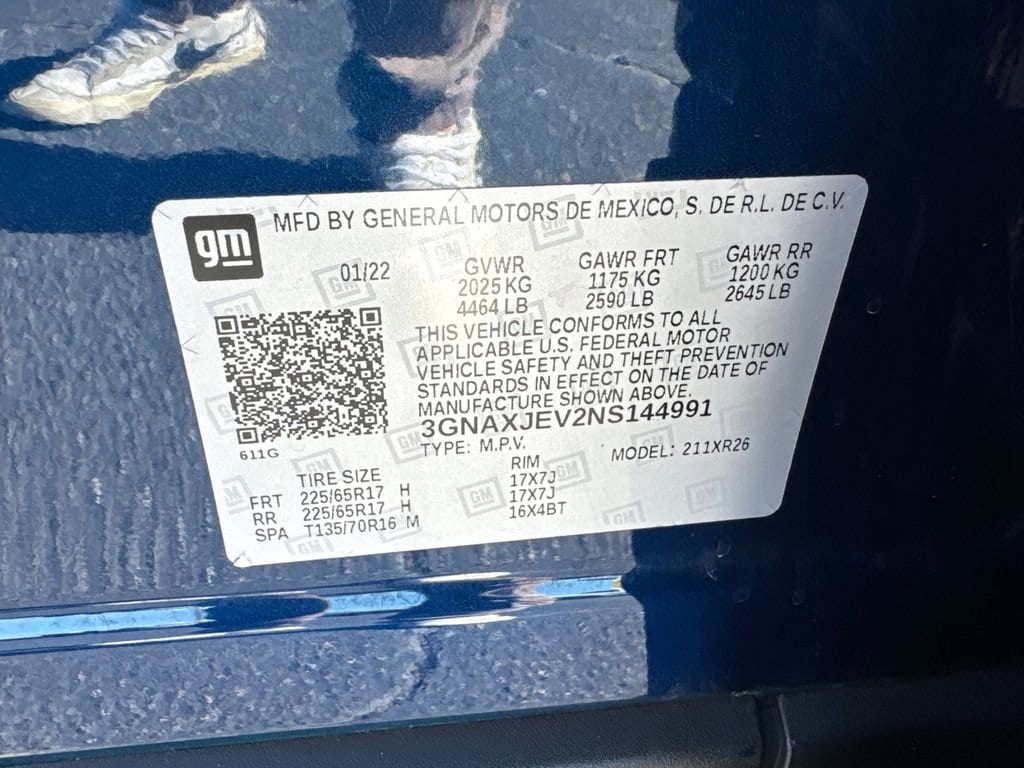 gm
MFD BY GENERAL MOTORS DE MEXICO, S. DE R.L. DE C.V.
01/22
GVWR
2025 KG
4464 LB
GAWR FRT
1175 KG
2590 LB
GAWR RR
1200 KG
2645 LB
THIS VEHICLE CONFORMS TO ALL
APPLICABLE U.S. FEDERAL MOTOR
VEHICLE SAFETY AND THEFT PREVENTION
STANDARDS IN EFFECT ON THE DATE OF
MANUFACTURE SHOWN ABOVE.
3GNAXJEV2NS144991
TYPE: M.P.V. MODEL: 211XR26
611G
TIRE SIZE RIM
FRT 225/65R17 H 17X7J
RR 225/65R17 H 17X7J
SPA T135/70R16 M 16X4BT